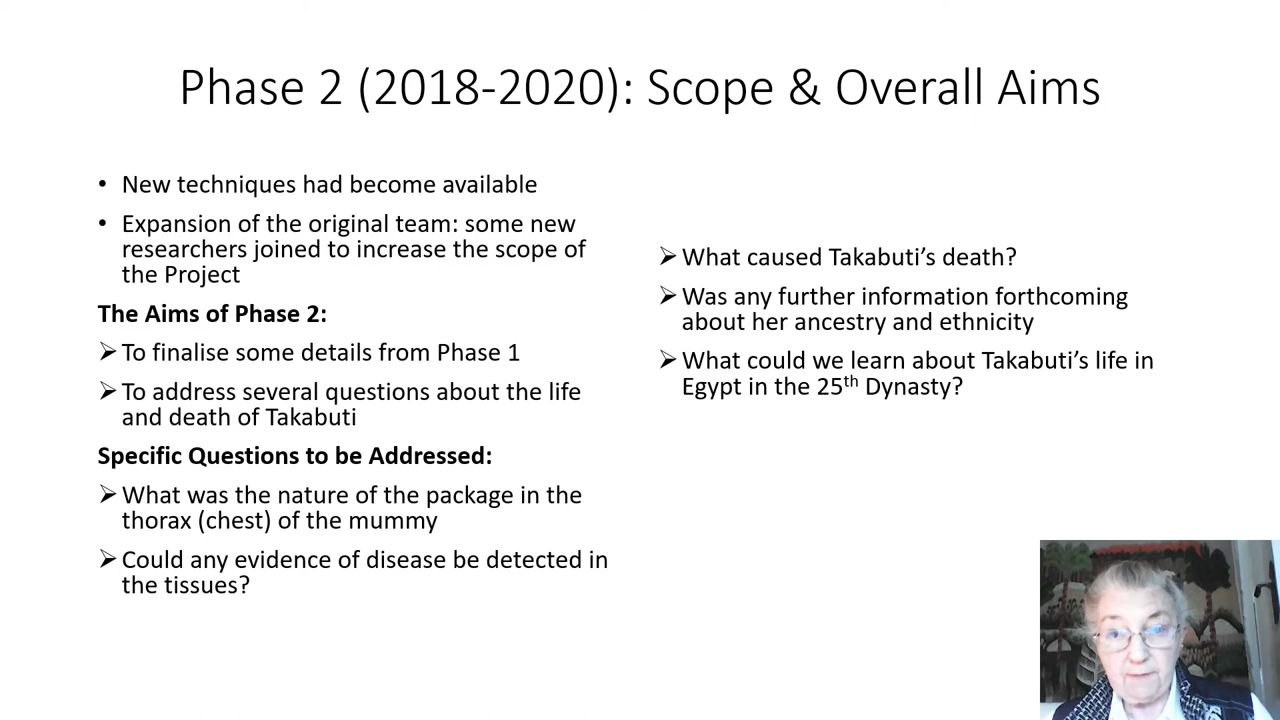 Phase 2 (2018-2020): Scope & Overall Aims
• New techniques had become available
• Expansion of the original team: some new
researchers joined to increase the scope of
the Project
The Aims of Phase 2:
➢ To finalise some details from Phase 1
➢ To address several questions about the life
and death of Takabuti
Specific Questions to be Addressed:
➢ What was the nature of the package in the
thorax (chest) of the mummy
➢ Could any evidence of disease be detected in
the tissues?
➢ What caused Takabuti’s death?
➢ Was any further information forthcoming
about her ancestry and ethnicity
➢ What could we learn about Takabuti’s life in
Egypt in the 25th Dynasty?